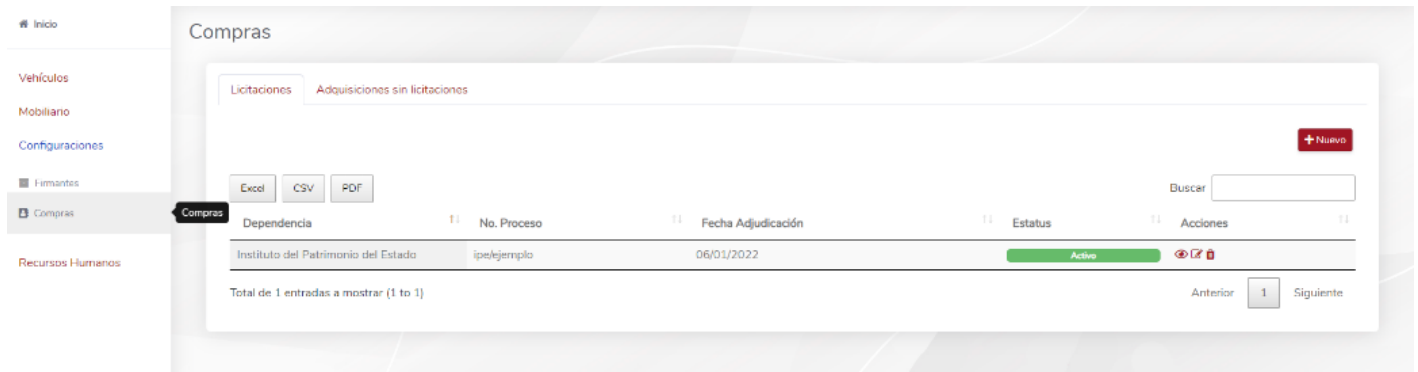 Inicio
Compras
Vehículos
Mobiliario
Configuraciones
Firmantes
Compras
Compras
Recursos Humanos
Licitaciones Adquisiciones sin licitaciones
+ Nuevo
Excel CSV PDF
Buscar
Dependencia No. Proceso Fecha Adjudicación Estatus Acciones
Instituto del Patrimonio del Estado ipe/ejemplo 06/01/2022 Activo
Total de 1 entradas a mostrar (1 to 1)
Anterior 1 Siguiente